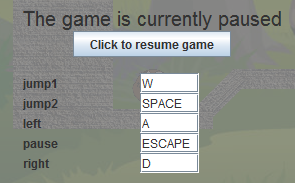 The game is currently paused
Click to resume game
jump1 W
jump2 SPACE
left A
pause ESCAPE
right D